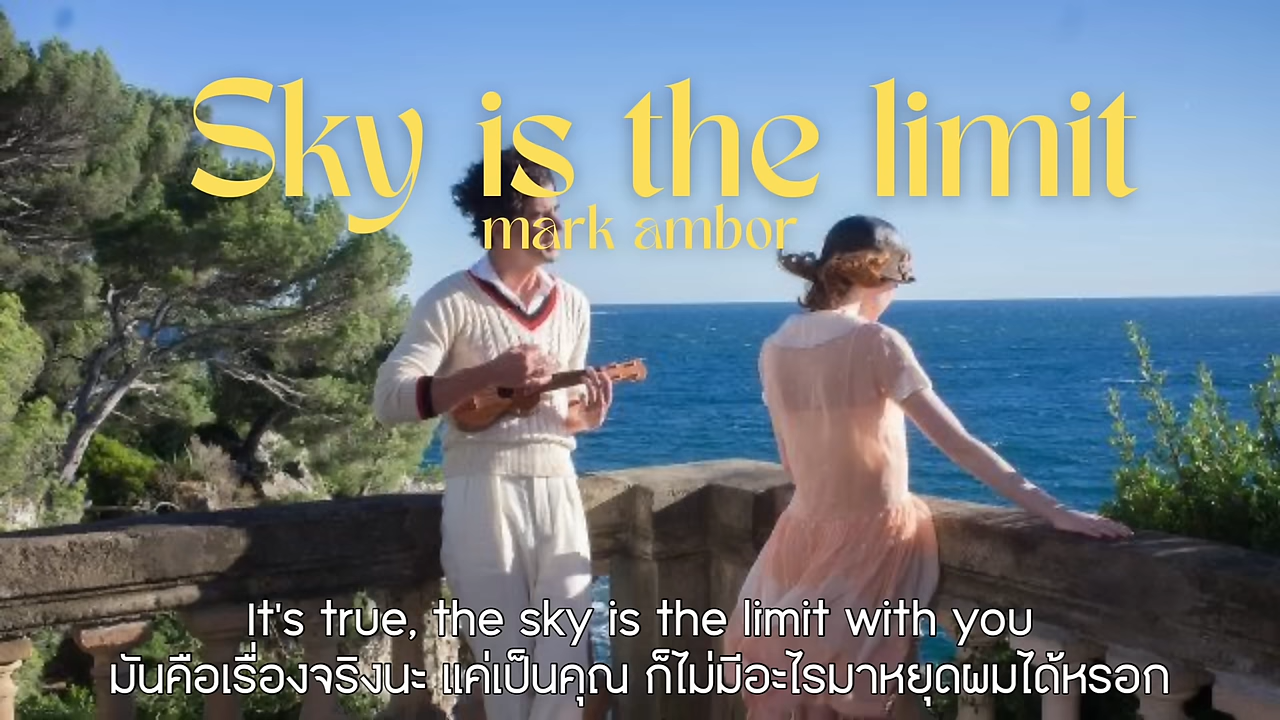 Sky is the limit
mark ambor
It's true, the sky is the limit with you
มันคือเรื่องจริงนะ แค่เป็นคุณ ก็ไม่มีอะไรมาหยุดผมได้หรอก